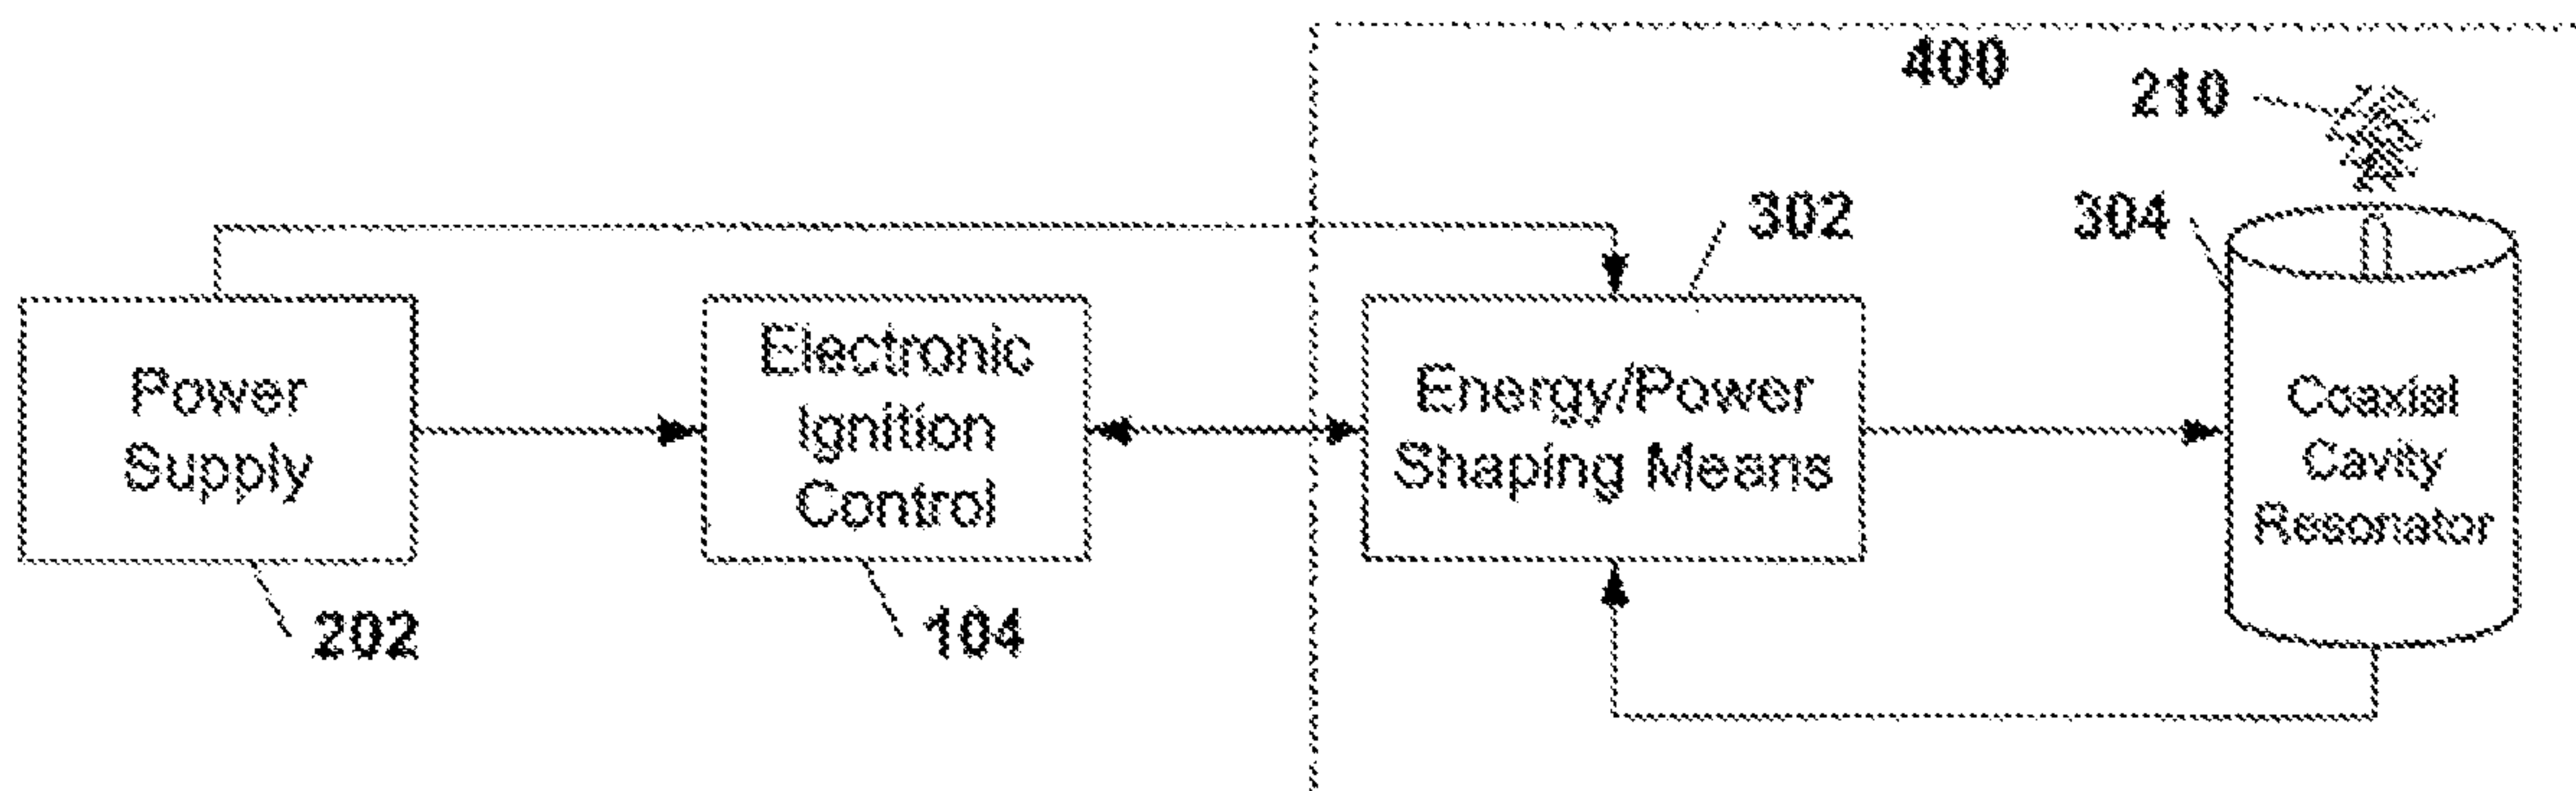 400
210
302
304
Power
Supply
Electronic
Ignition
Control
Energy/Power
Shaping Means
Coaxial
Cavity
Resonator
202
104